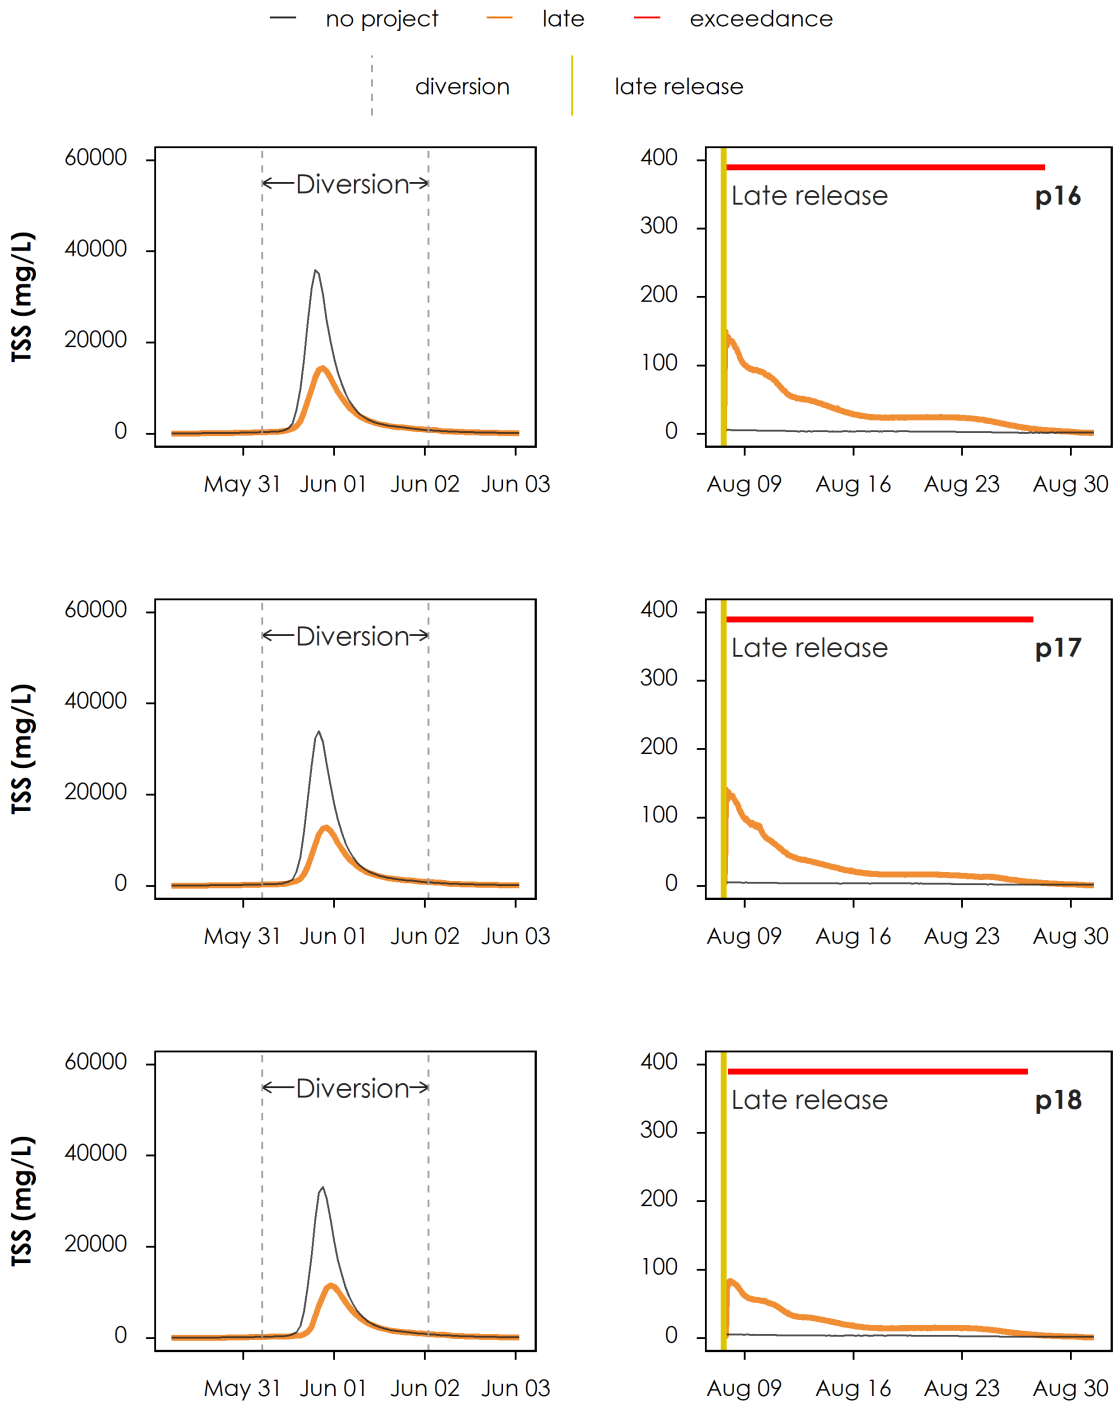 no project late exceedance
diversion late release
60000
40000
20000
0
TSS (mg/L)
Diversion
May 31 Jun 01 Jun 02 Jun 03
400
300
200
100
0
Late release p16
Aug 09 Aug 16 Aug 23 Aug 30
60000
40000
20000
0
TSS (mg/L)
Diversion
May 31 Jun 01 Jun 02 Jun 03
400
300
200
100
0
Late release p17
Aug 09 Aug 16 Aug 23 Aug 30
60000
40000
20000
0
TSS (mg/L)
Diversion
May 31 Jun 01 Jun 02 Jun 03
400
300
200
100
0
Late release p18
Aug 09 Aug 16 Aug 23 Aug 30